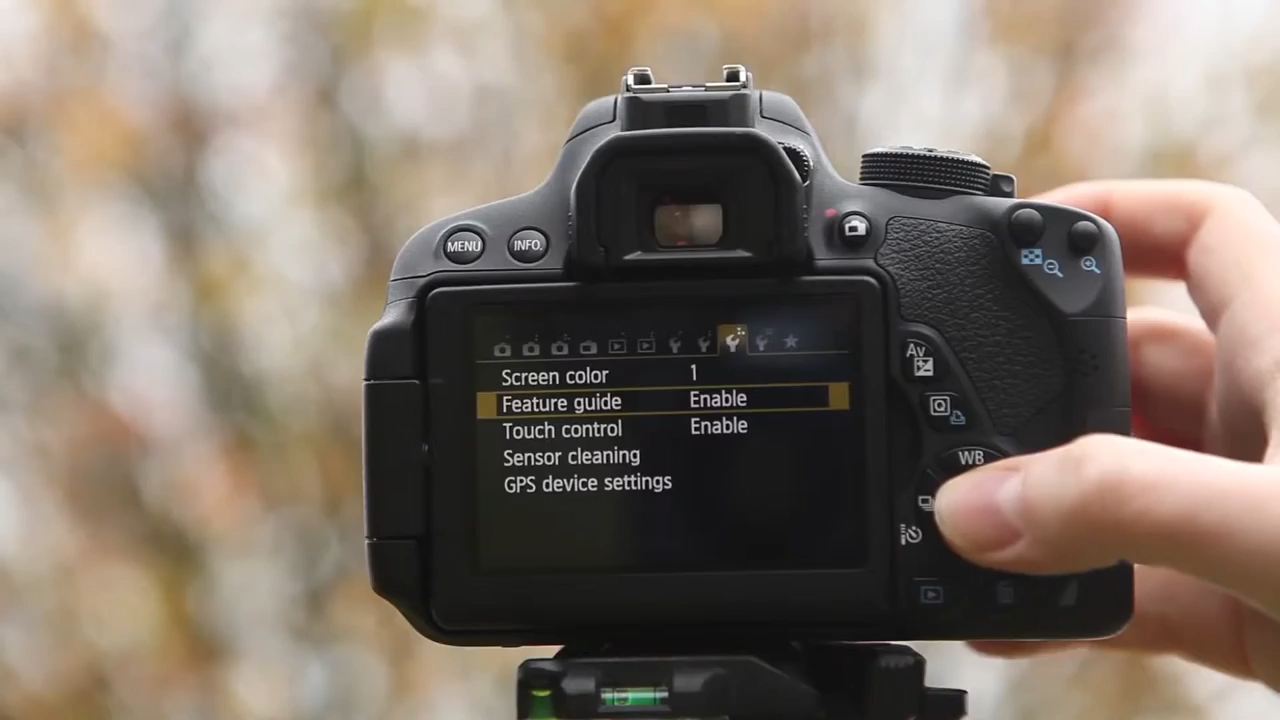 MENU
INFO.
Screen color 1
Feature guide Enable
Touch control Enable
Sensor cleaning
GPS device settings
Av
Q
WB